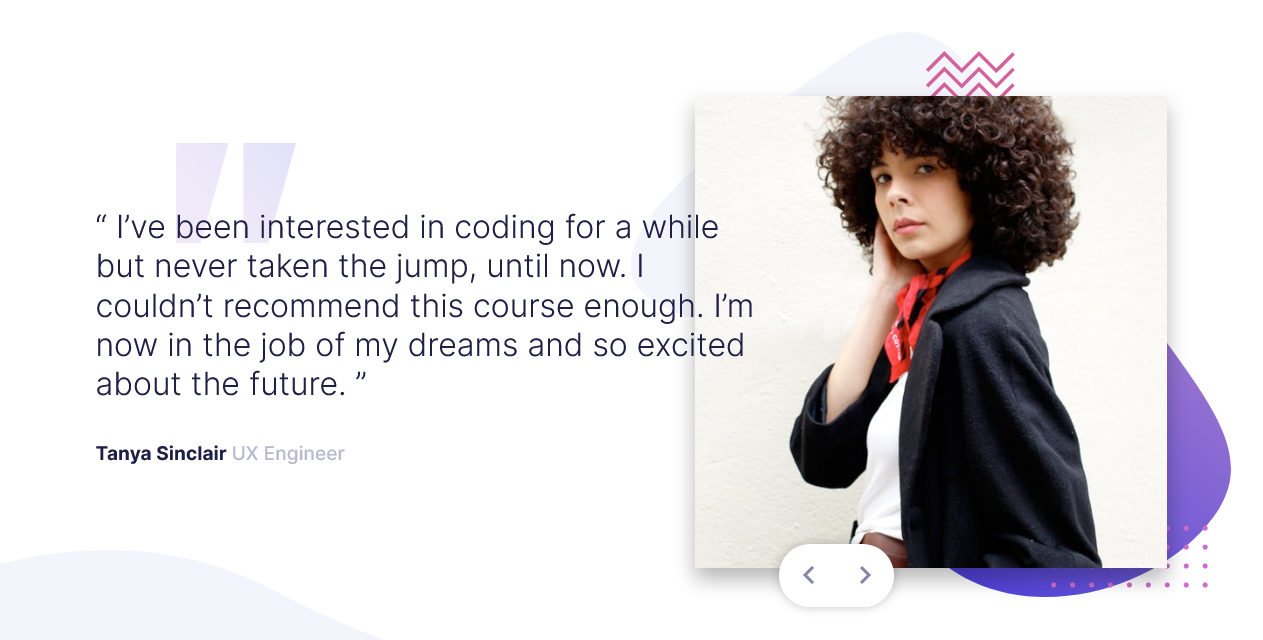 “ I’ve been interested in coding for a while
but never taken the jump, until now. I
couldn’t recommend this course enough. I’m
now in the job of my dreams and so excited
about the future. ”
Tanya Sinclair UX Engineer